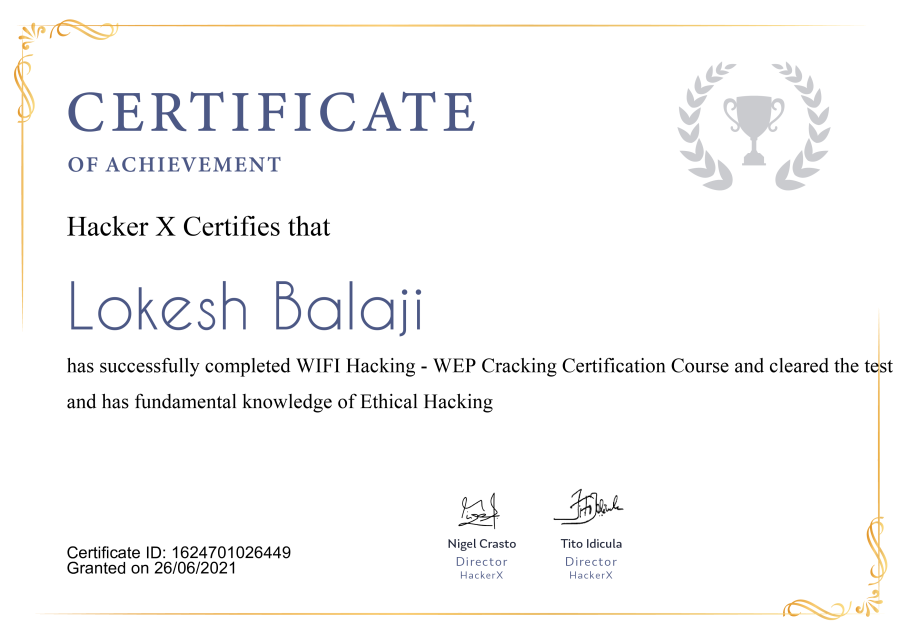 CERTIFICATE
OF ACHIEVEMENT
Hacker X Certifies that
Lokesh Balaji
has successfully completed WIFI Hacking - WEP Cracking Certification Course and cleared the test
and has fundamental knowledge of Ethical Hacking
Certificate ID: 1624701026449
Granted on 26/06/2021
Nigel Crasto
Director
HackerX
Tito Idicula
Director
HackerX